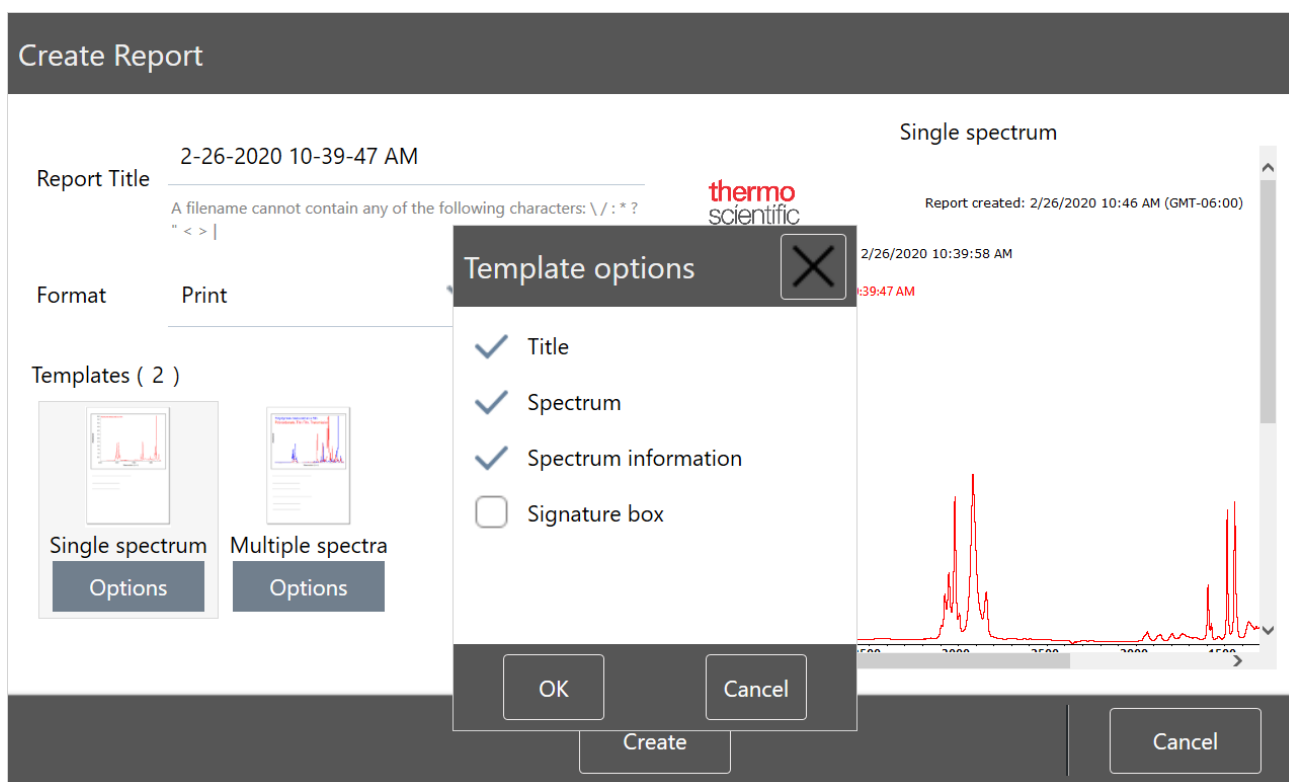 Create Report
Single spectrum
Report Title
2-26-2020 10-39-47 AM
A filename cannot contain any of the following characters: \ / : * ?
" < > |
thermo
scientific
Report created: 2/26/2020 10:46 AM (GMT-06:00)
2/26/2020 10:39:58 AM
:39:47 AM
Format
Print
Template options
Title
Spectrum
Spectrum information
Signature box
OK
Cancel
Templates ( 2 )
Single spectrum
Options
Multiple spectra
Options
Create
Cancel